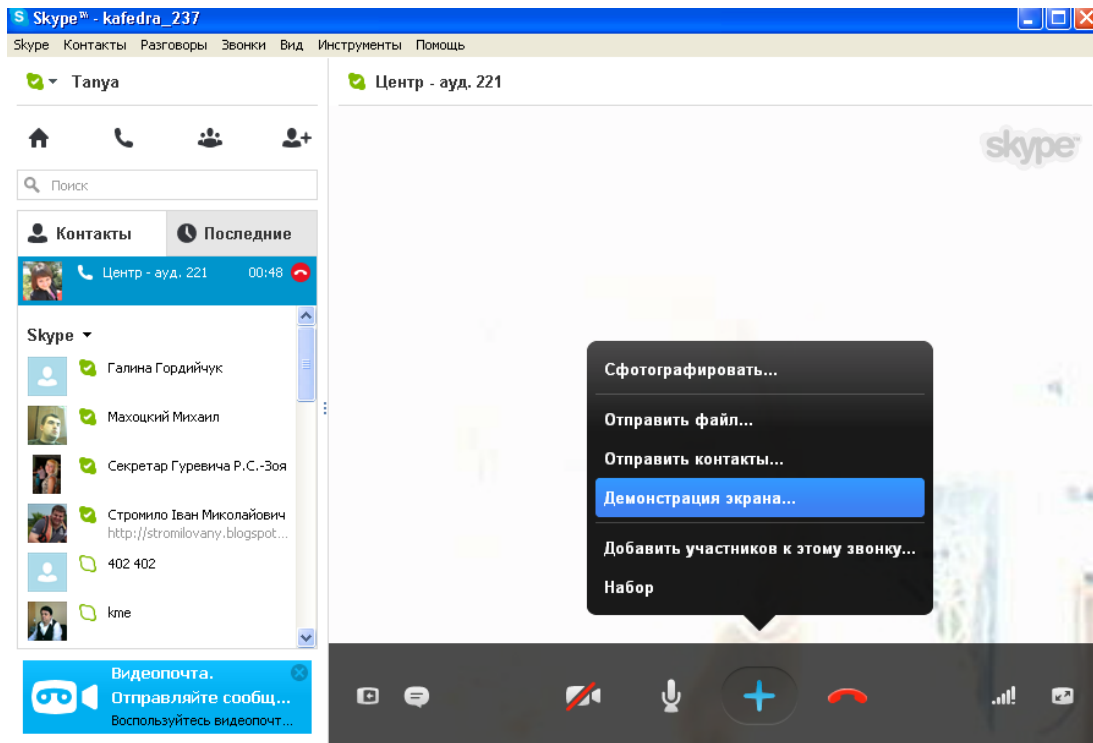 Skype™ - kafedra_237
Skype Контакты Разговоры Звонки Вид Инструменты Помощь
Tanya
Центр - ауд. 221
skype
Поиск
Контакты
Последние
Центр - ауд. 221 00:48
Skype
Галина Гордийчук
Махоцкий Михаил
Секретар Гуревича Р.С.-Зоя
Стромило Іван Миколайович
http://stromilovany.blogspot...
402 402
kme
Видеопочта.
Отправляйте сообщ...
Воспользуйтесь видеопочт...
Сфотографировать...
Отправить файл...
Отправить контакты...
Демонстрация экрана...
Добавить участников к этому звонку...
Набор